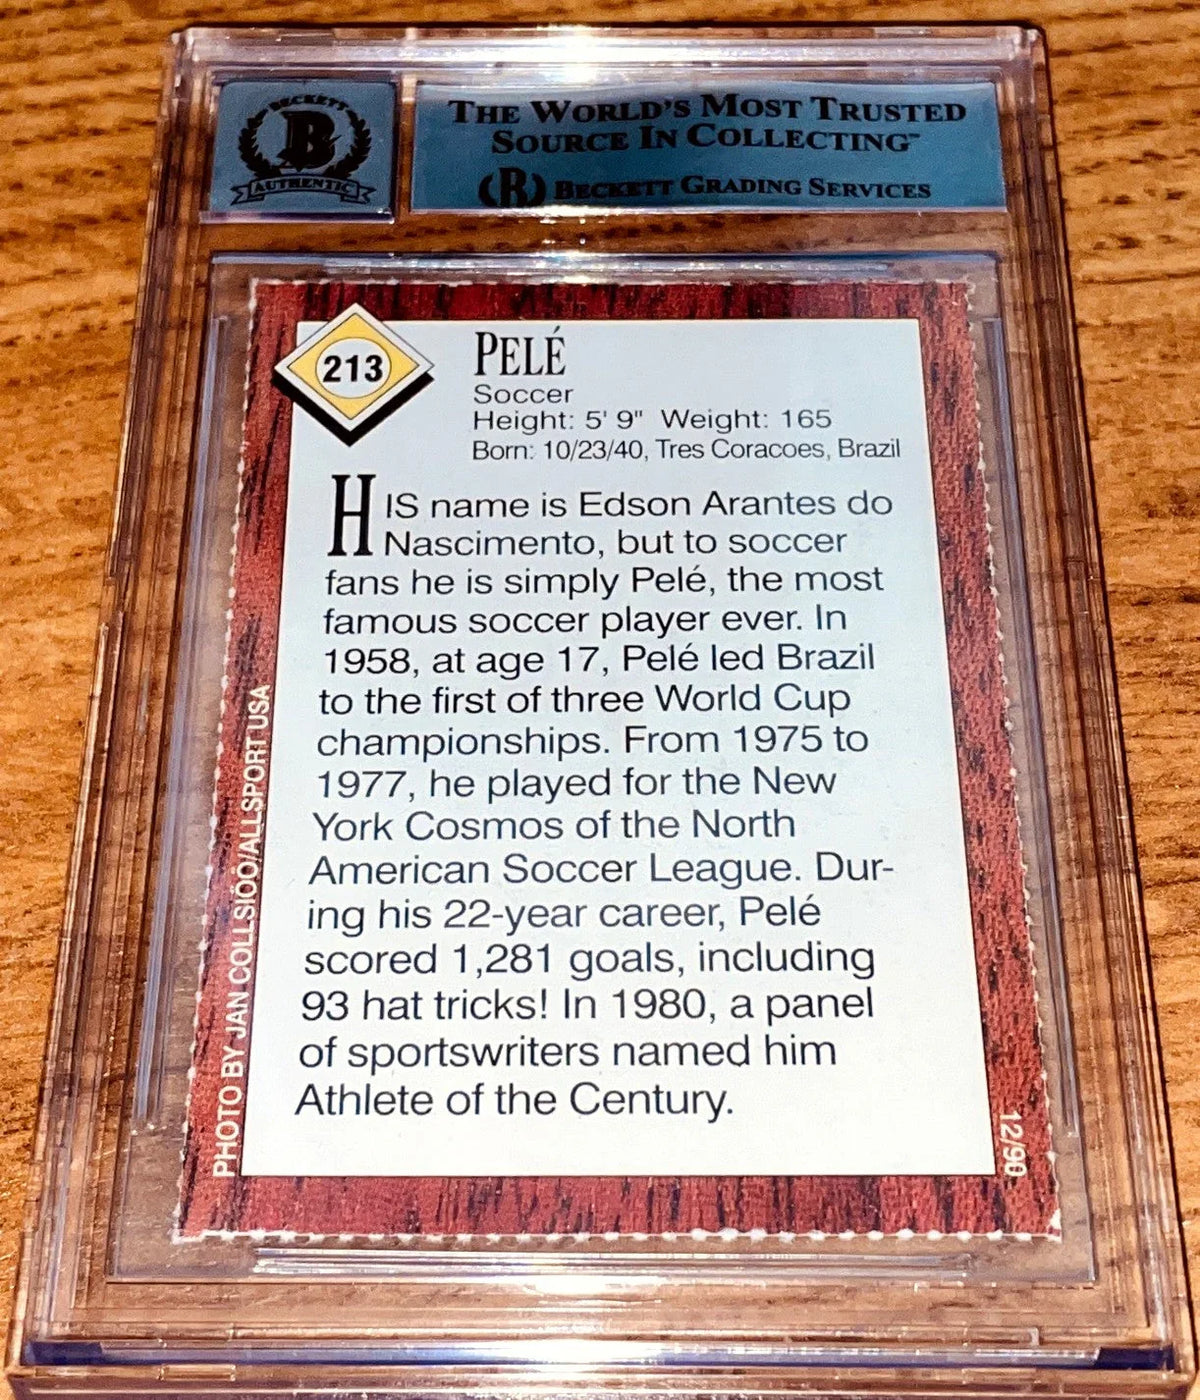 BECKETT
B
AUTHENTIC
THE WORLD'S MOST TRUSTED
SOURCE IN COLLECTING™
BECKETT GRADING SERVICES
213
PELÉ
Soccer
Height: 5' 9" Weight: 165
Born: 10/23/40, Tres Coracoes, Brazil
HIS name is Edson Arantes do
Nascimento, but to soccer
fans he is simply Pelé, the most
famous soccer player ever. In
1958, at age 17, Pelé led Brazil
to the first of three World Cup
championships. From 1975 to
1977, he played for the New
York Cosmos of the North
American Soccer League. Dur-
ing his 22-year career, Pelé
scored 1,281 goals, including
93 hat tricks! In 1980, a panel
of sportswriters named him
Athlete of the Century.
PHOTO BY JAN COLLSIÖÖ/ALLSPORT USA
12/90